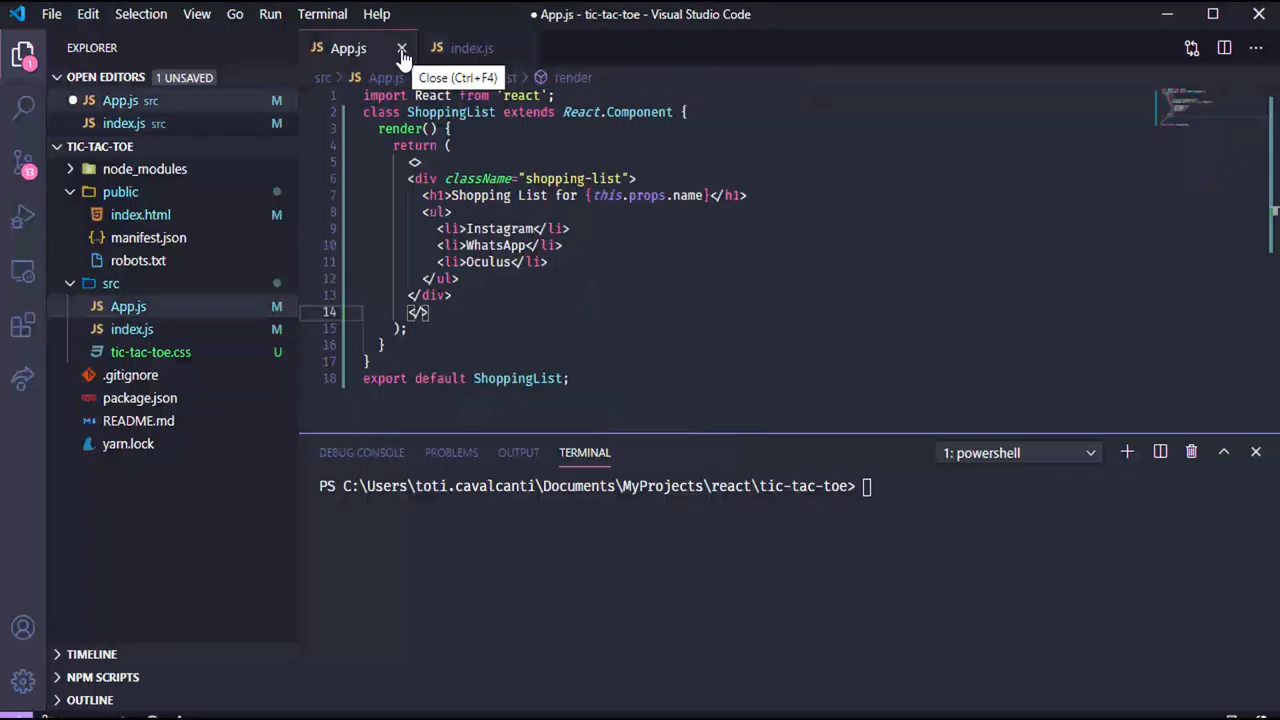 File Edit Selection View Go Run Terminal Help
● App.js - tic-tac-toe - Visual Studio Code
EXPLORER
OPEN EDITORS 1 UNSAVED
App.js src M
index.js src M
TIC-TAC-TOE
node_modules
public
index.html M
manifest.json
robots.txt
src
App.js M
index.js M
tic-tac-toe.css U
.gitignore
package.json
README.md
yarn.lock
TIMELINE
NPM SCRIPTS
OUTLINE
1
13
JS App.js
JS index.js
src > JS App.js
st > render
Close (Ctrl+F4)
1 import React from 'react';
2 class ShoppingList extends React.Component {
3 render() {
4 return (
5 <>
6 <div className="shopping-list">
7 <h1>Shopping List for {this.props.name}</h1>
8 <ul>
9 <li>Instagram</li>
10 <li>WhatsApp</li>
11 <li>Oculus</li>
12 </ul>
13 </div>
14 </>
15 );
16 }
17 }
18 export default ShoppingList;
DEBUG CONSOLE PROBLEMS OUTPUT TERMINAL
1: powershell
PS C:\Users\toti.cavalcanti\Documents\MyProjects\react\tic-tac-toe>